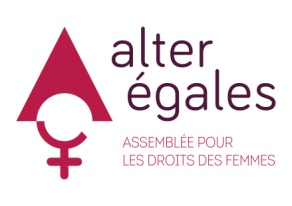 alter
égales
ASSEMBLÉE POUR
LES DROITS DES FEMMES